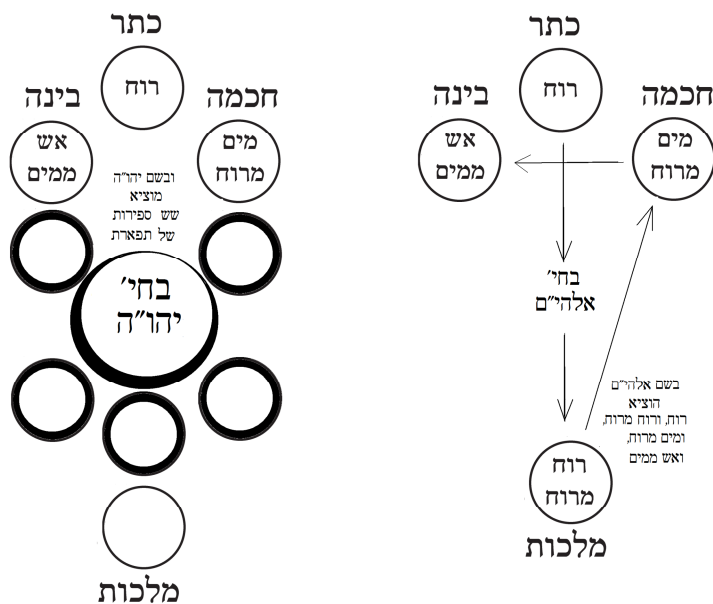 כתר
רוח
חכמה
מים
מרוח
בינה
אש
ממים
ובשם יהו״ה
מוציא
שש ספירות
של תפארת
בחי׳
יהו״ה
מלכות
כתר
רוח
חכמה
מים
מרוח
בינה
אש
ממים
בחי׳
אלהי״ם
בשם אלהי״ם
הוציא
רוח, ורוח מרוח,
ומים מרוח,
ואש ממים
רוח
מרוח
מלכות